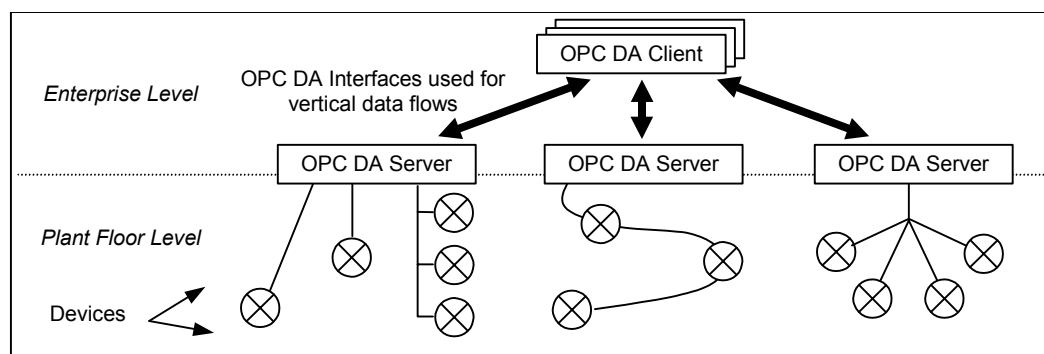 OPC DA Client
OPC DA Interfaces used for
vertical data flows
Enterprise Level
OPC DA Server
OPC DA Server
OPC DA Server
Plant Floor Level
Devices